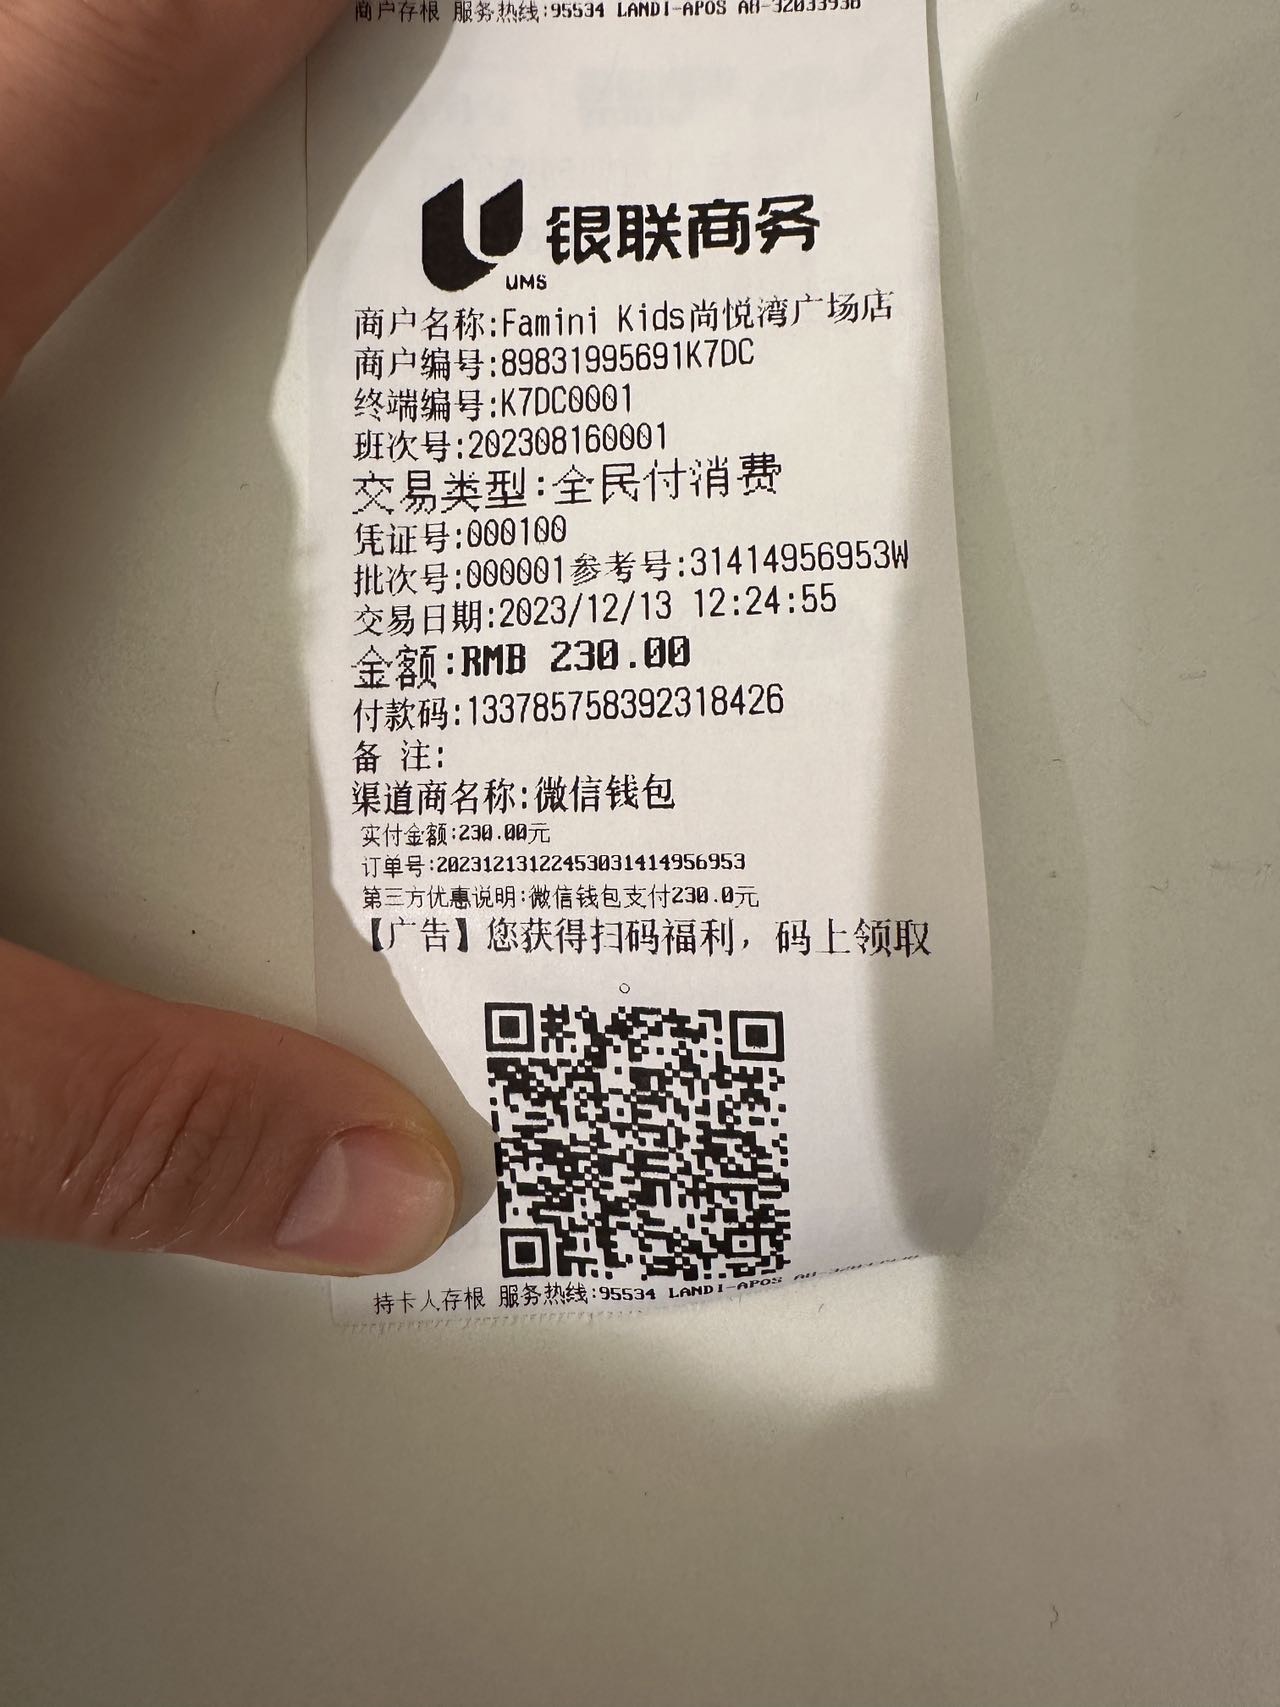 商户存根 服务热线:95534 LANDI-APOS A8-3203393B
银联商务
UMS
商户名称:Famini Kids尚悦湾广场店
商户编号:89831995691K7DC
终端编号:K7DC0001
班次号:202308160001
交易类型:全民付消费
凭证号:000100
批次号:000001参考号:31414956953W
交易日期:2023/12/13 12:24:55
金额:RMB 230.00
付款码:133785758392318426
备 注:
渠道商名称:微信钱包
实付金额:230.00元
订单号:20231213122453031414956953
第三方优惠说明:微信钱包支付230.0元
【广告】您获得扫码福利，码上领取
。
持卡人存根 服务热线:95534 LANDI-APOS